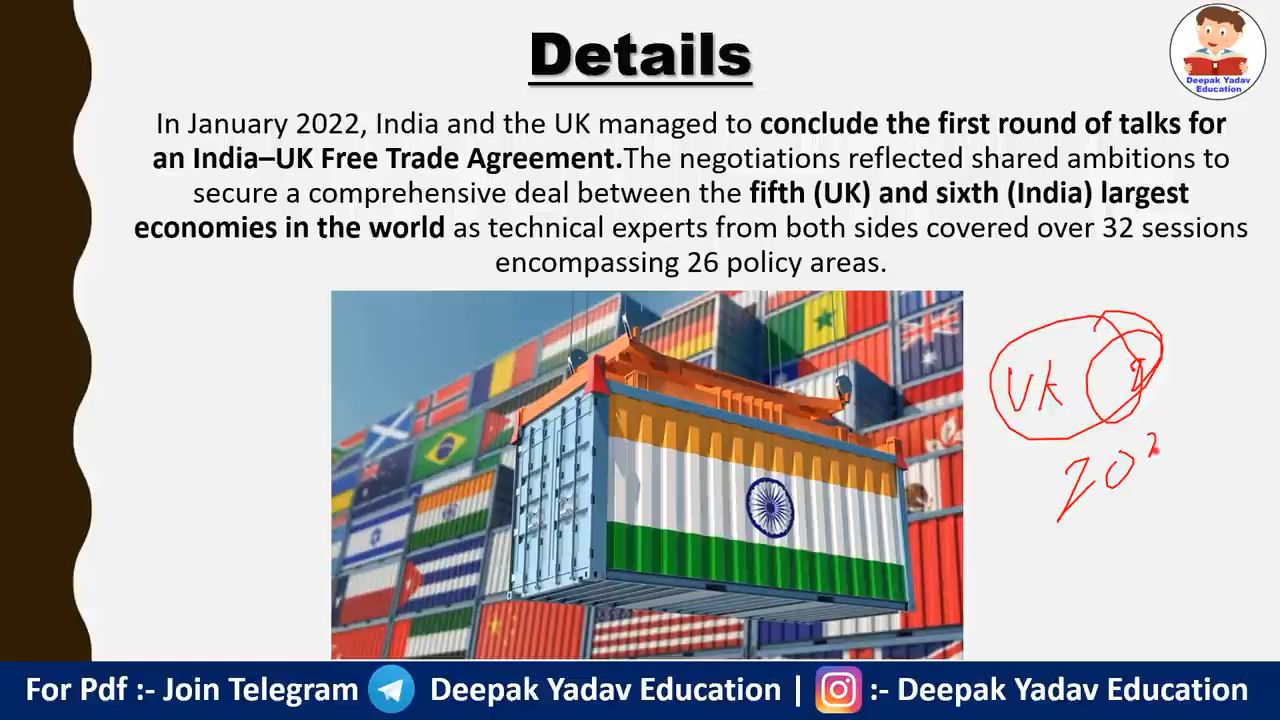 Details
Deepak Yadav
Education
In January 2022, India and the UK managed to conclude the first round of talks for
an India–UK Free Trade Agreement.The negotiations reflected shared ambitions to
secure a comprehensive deal between the fifth (UK) and sixth (India) largest
economies in the world as technical experts from both sides covered over 32 sessions
encompassing 26 policy areas.
UK I
20
For Pdf :- Join Telegram Deepak Yadav Education | :- Deepak Yadav Education